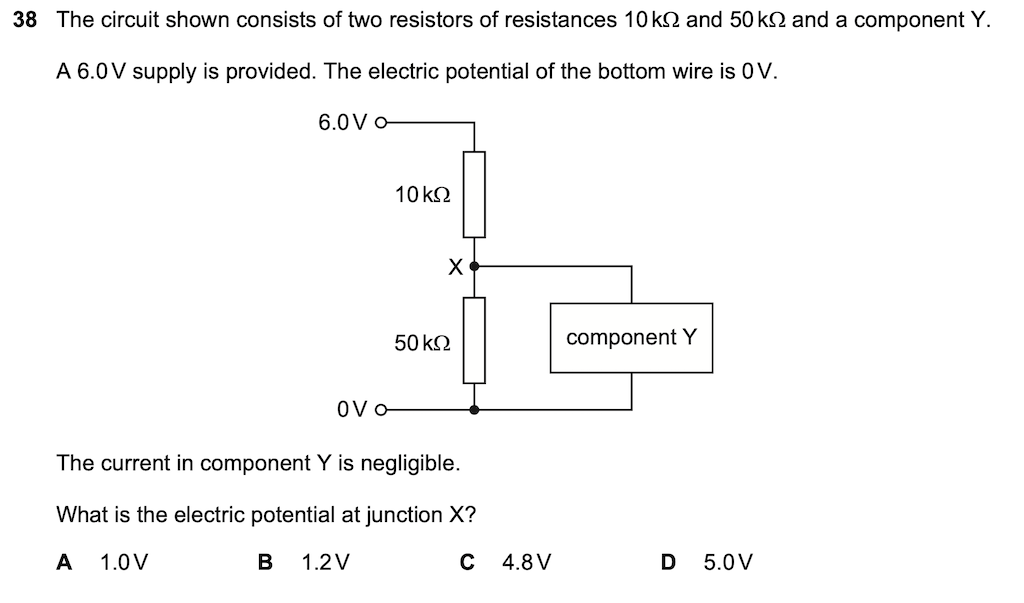 38 The circuit shown consists of two resistors of resistances 10 kΩ and 50 kΩ and a component Y.
A 6.0 V supply is provided. The electric potential of the bottom wire is 0 V.
6.0 V
10 kΩ
X
50 kΩ
component Y
0 V
The current in component Y is negligible.
What is the electric potential at junction X?
A 1.0 V B 1.2 V C 4.8 V D 5.0 V